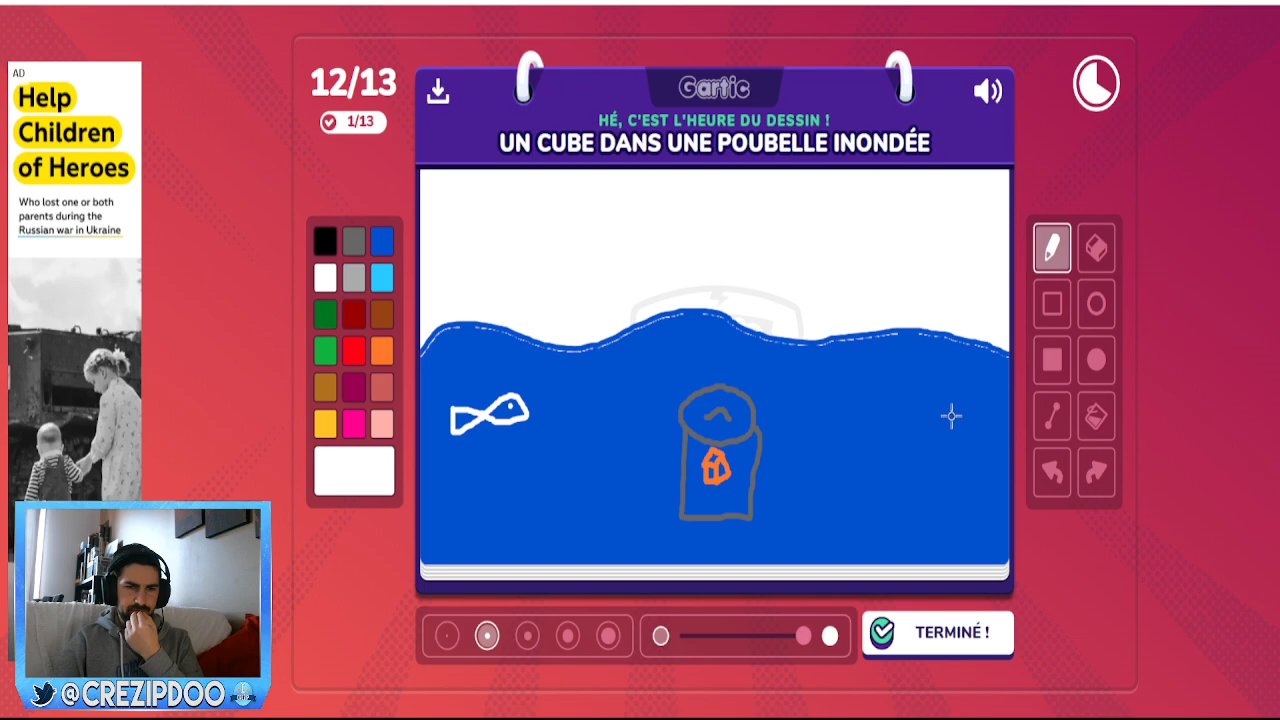 AD
Help
Children
of Heroes
Who lost one or both
parents during the
Russian war in Ukraine
12/13
1/13
Gartic
HÉ, C'EST L'HEURE DU DESSIN !
UN CUBE DANS UNE POUBELLE INONDÉE
TERMINÉ !
@CREZIPDOO